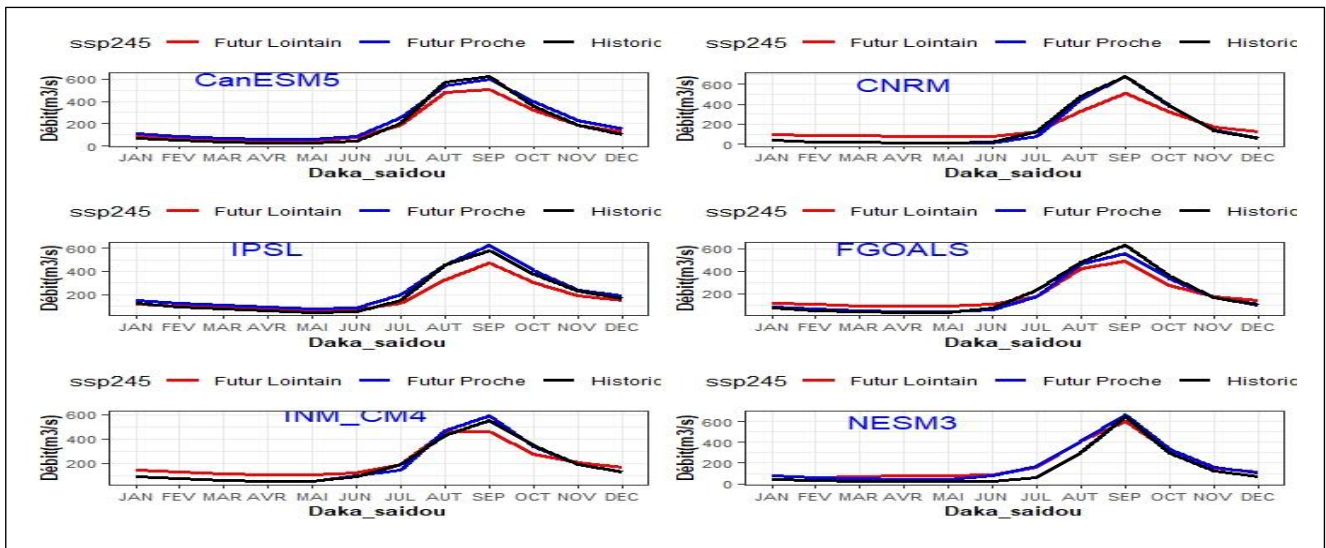 ssp245 Futur Lointain Futur Proche Historic
CanESM5
Débit(m3/s)
600
400
200
0
JAN FEV MAR AVR MAI JUN JUL AUT SEP OCT NOV DEC
Daka_saidou
ssp245 Futur Lointain Futur Proche Historic
CNRM
Débit(m3/s)
600
400
200
0
JAN FEV MAR AVR MAI JUN JUL AUT SEP OCT NOV DEC
Daka_saidou
ssp245 Futur Lointain Futur Proche Historic
IPSL
Débit(m3/s)
600
400
200
JAN FEV MAR AVR MAI JUN JUL AUT SEP OCT NOV DEC
Daka_saidou
ssp245 Futur Lointain Futur Proche Historic
FGOALS
Débit(m3/s)
600
400
200
JAN FEV MAR AVR MAI JUN JUL AUT SEP OCT NOV DEC
Daka_saidou
ssp245 Futur Lointain Futur Proche Historic
INM_CM4
Débit(m3/s)
600
400
200
JAN FEV MAR AVR MAI JUN JUL AUT SEP OCT NOV DEC
Daka_saidou
ssp245 Futur Lointain Futur Proche Historic
NESM3
Débit(m3/s)
600
400
200
0
JAN FEV MAR AVR MAI JUN JUL AUT SEP OCT NOV DEC
Daka_saidou